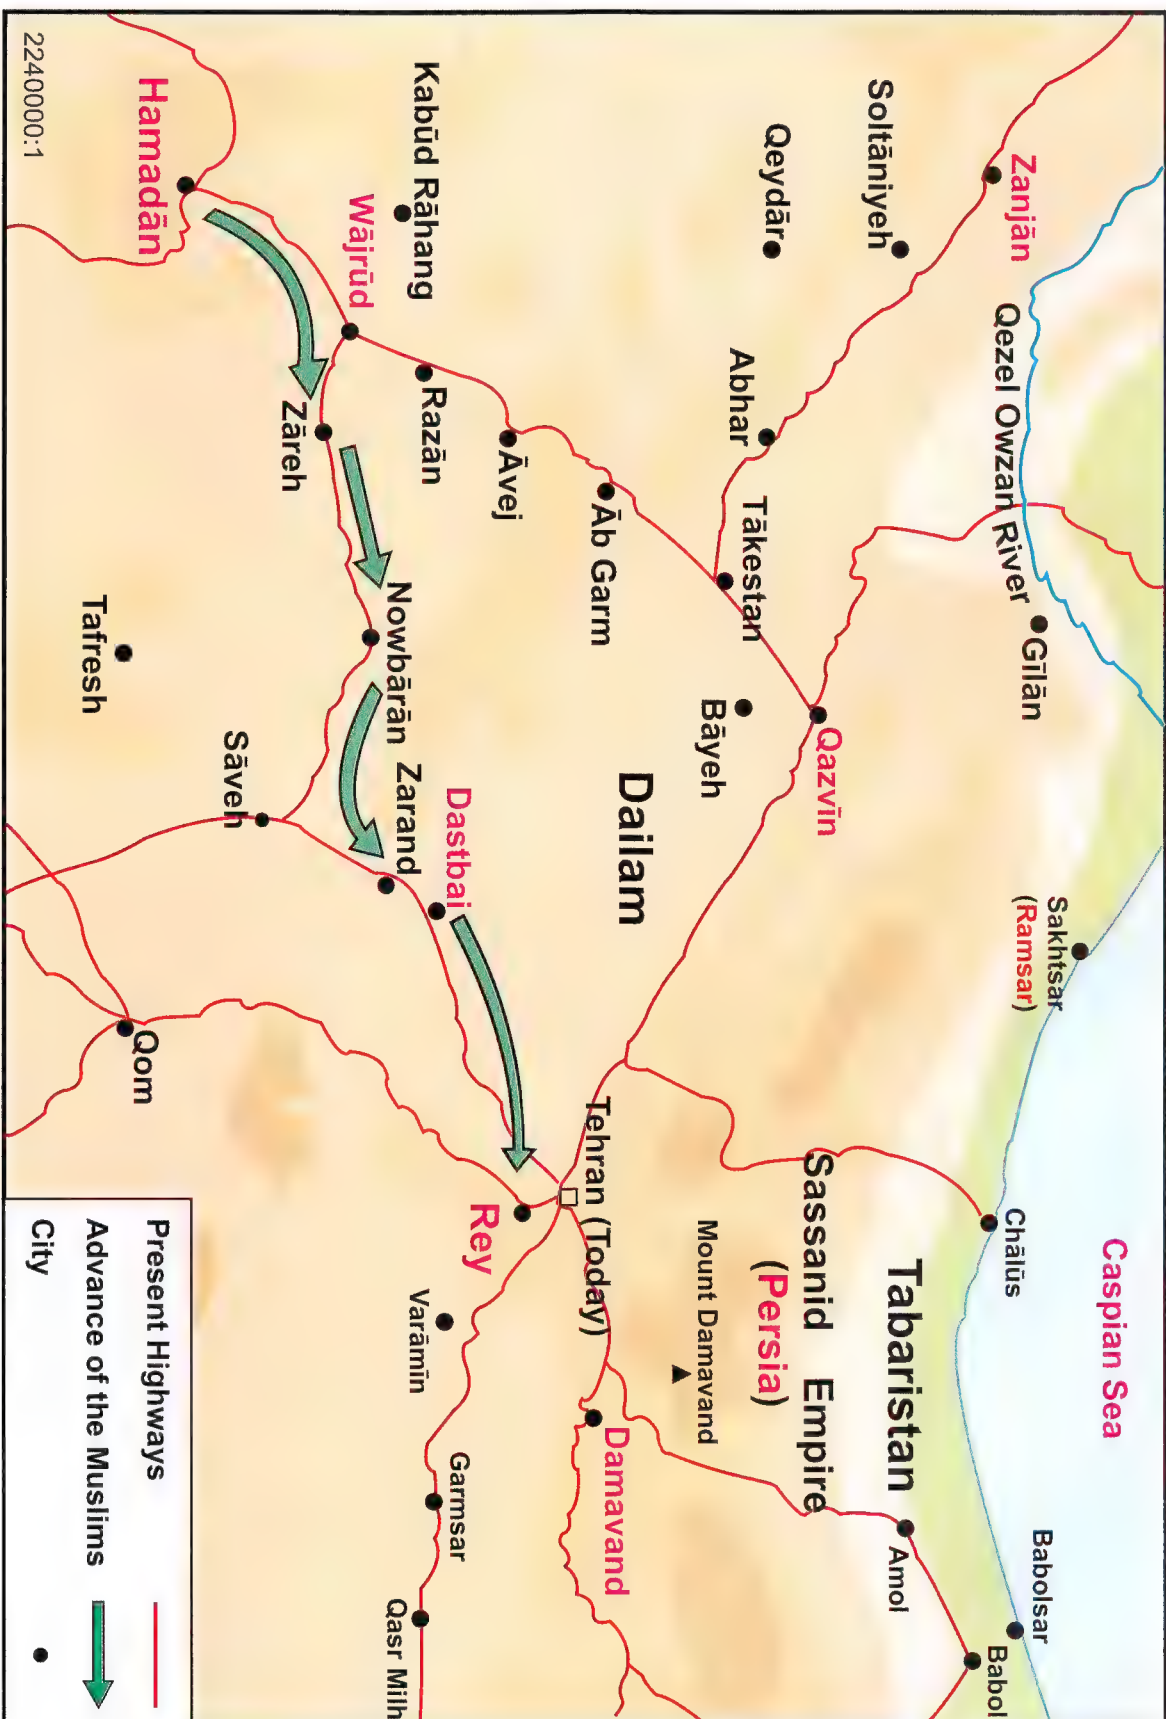 Caspian Sea
Zanjān
Qezel Owzan River
Gīlān
Sakhtsar
(Ramsar)
Chālūs
Babolsar
Babol
Soltāniyeh
Qeydār
Abhar
Tākestan
Qazvīn
Bāyeh
Tabaristan
Amol
Sassanid Empire
(Persia)
Mount Damavand
Dailam
Kabūd Rāhang
Wājrūd
Razān
Āvej
Āb Garm
Tehran (Today)
Damavand
Hamadān
Zāreh
Nowbārān
Zarand
Dastbai
Rey
Varāmīn
Garmsar
Qasr Milh
Tafresh
Sāveh
Qom
2240000:1
Present Highways
Advance of the Muslims
City